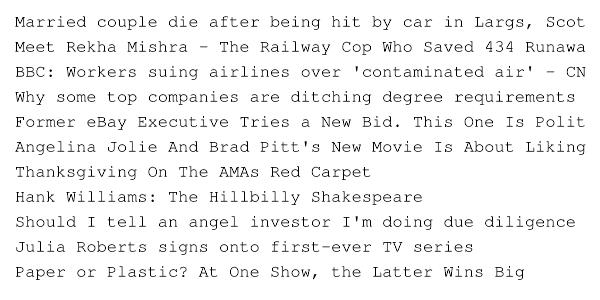 Married couple die after being hit by car in Largs, Scot
Meet Rekha Mishra - The Railway Cop Who Saved 434 Runawa
BBC: Workers suing airlines over 'contaminated air' - CN
Why some top companies are ditching degree requirements
Former eBay Executive Tries a New Bid. This One Is Polit
Angelina Jolie And Brad Pitt's New Movie Is About Liking
Thanksgiving On The AMAs Red Carpet
Hank Williams: The Hillbilly Shakespeare
Should I tell an angel investor I'm doing due diligence
Julia Roberts signs onto first-ever TV series
Paper or Plastic? At One Show, the Latter Wins Big